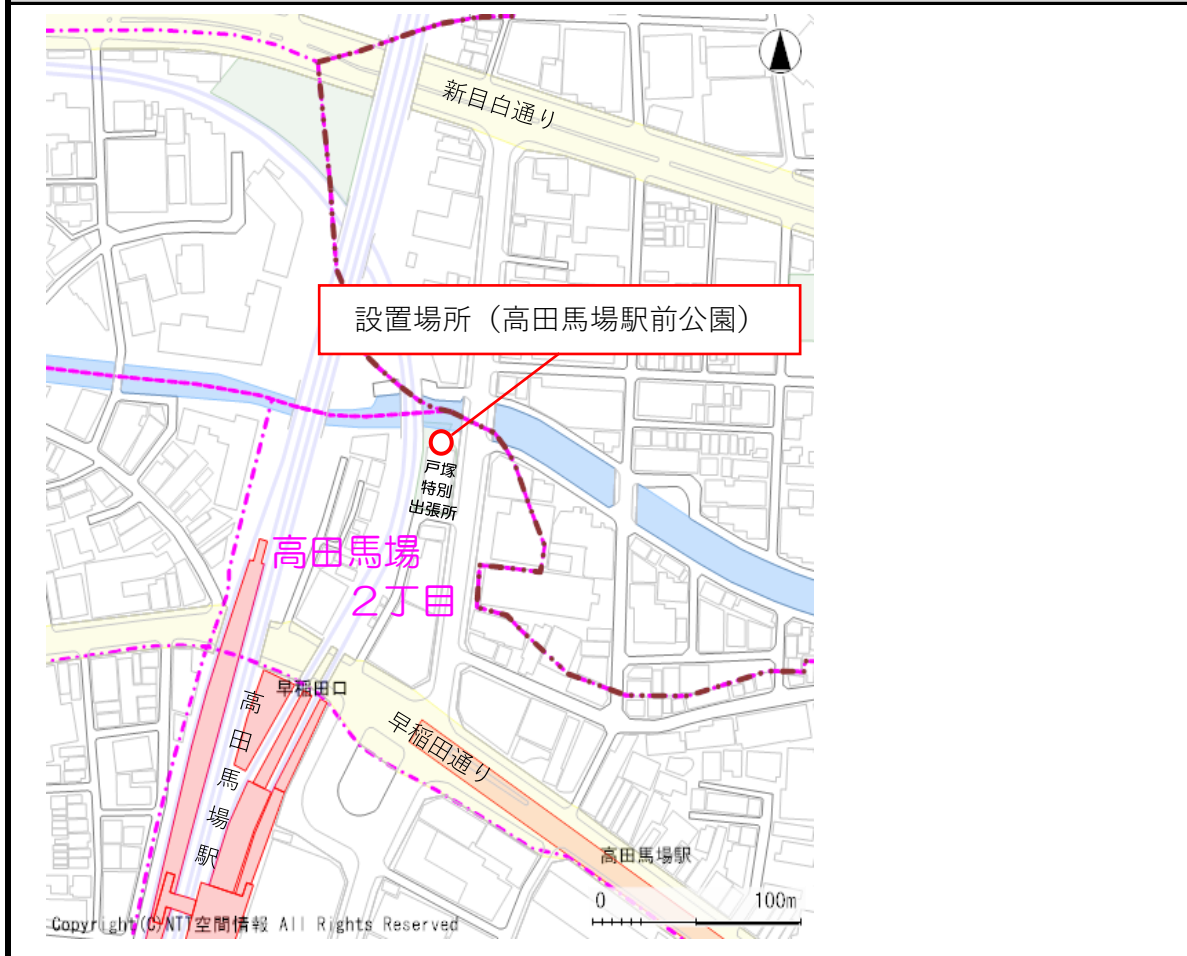 新目白通り
設置場所（高田馬場駅前公園）
戸塚
特別
出張所
高田馬場
２丁目
早稲田口
高田馬場駅
早稲田通り
高田馬場駅
0 100m
Copyright(C)NTT空間情報 All Rights Reserved